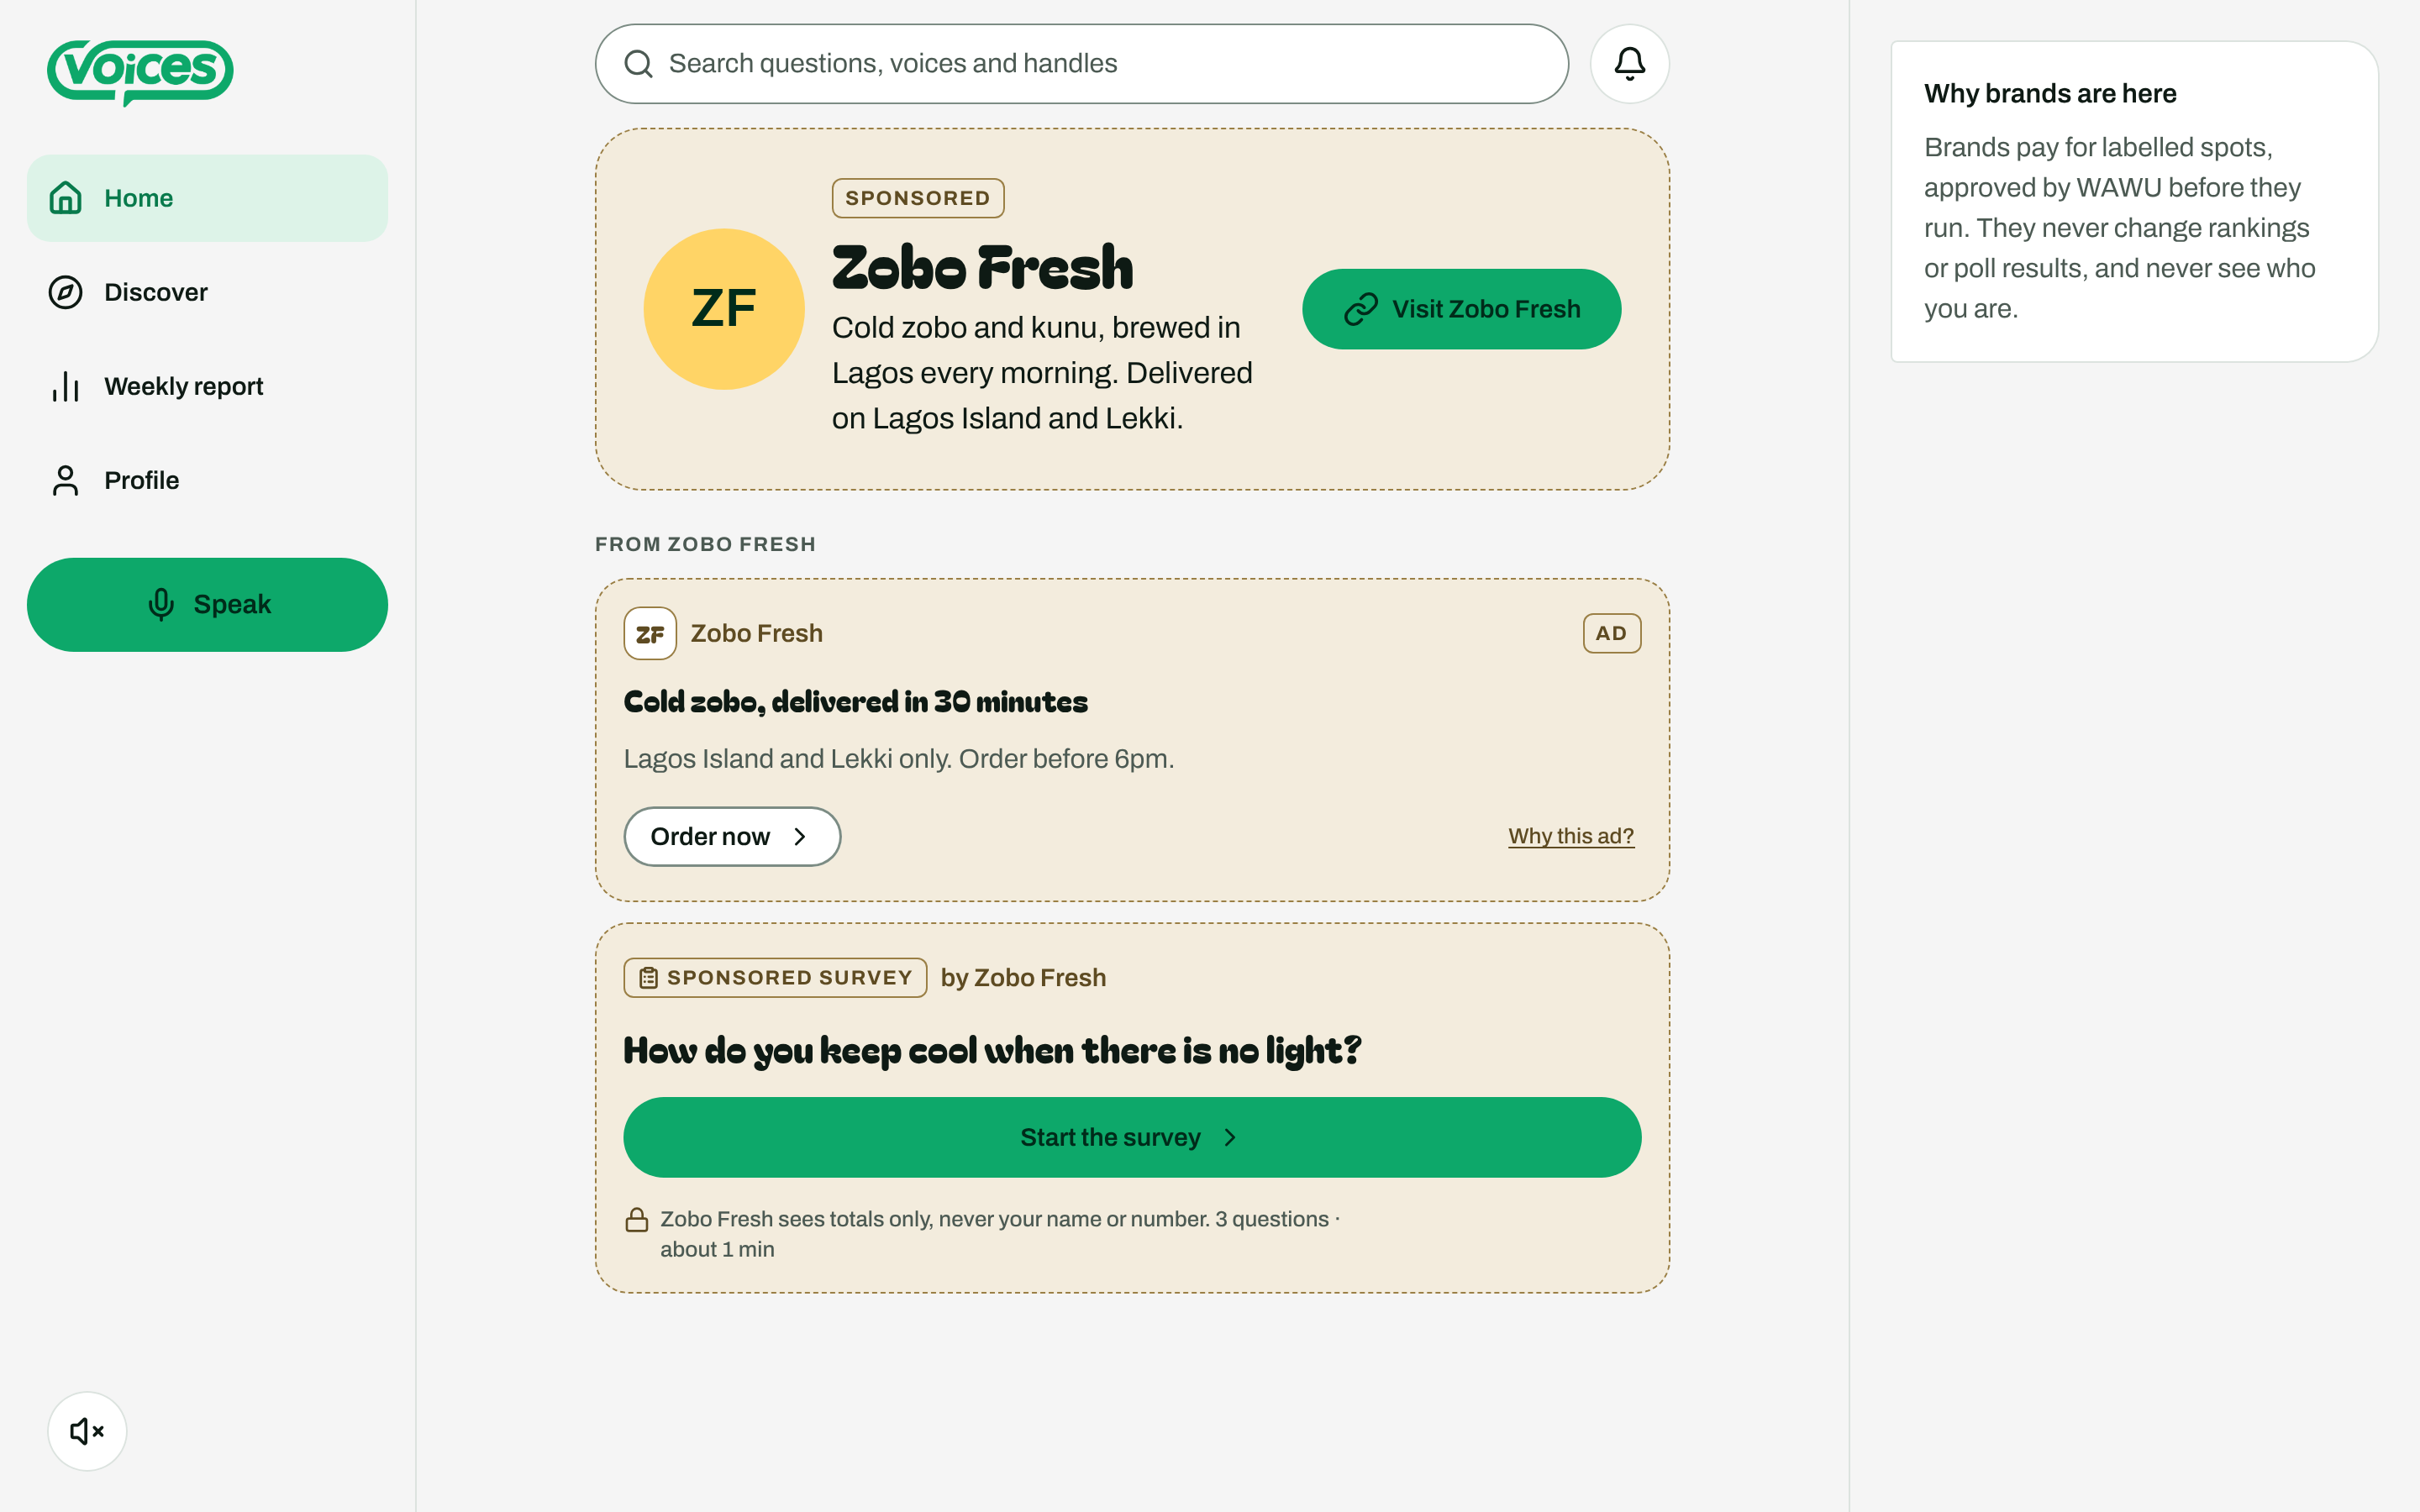 Voices
Home
Discover
Weekly report
Profile
Speak
Search questions, voices and handles
SPONSORED
ZF
Zobo Fresh
Cold zobo and kunu, brewed in
Lagos every morning. Delivered
on Lagos Island and Lekki.
Visit Zobo Fresh
FROM ZOBO FRESH
ZF
Zobo Fresh
AD
Cold zobo, delivered in 30 minutes
Lagos Island and Lekki only. Order before 6pm.
Order now
Why this ad?
SPONSORED SURVEY
by Zobo Fresh
How do you keep cool when there is no light?
Start the survey
Zobo Fresh sees totals only, never your name or number. 3 questions ·
about 1 min
Why brands are here
Brands pay for labelled spots,
approved by WAWU before they
run. They never change rankings
or poll results, and never see who
you are.